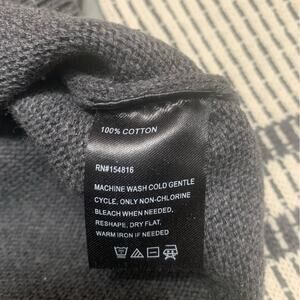 100% COTTON
RN#154816
MACHINE WASH COLD GENTLE
CYCLE, ONLY NON-CHLORINE
BLEACH WHEN NEEDED.
RESHAPE, DRY FLAT,
WARM IRON IF NEEDED